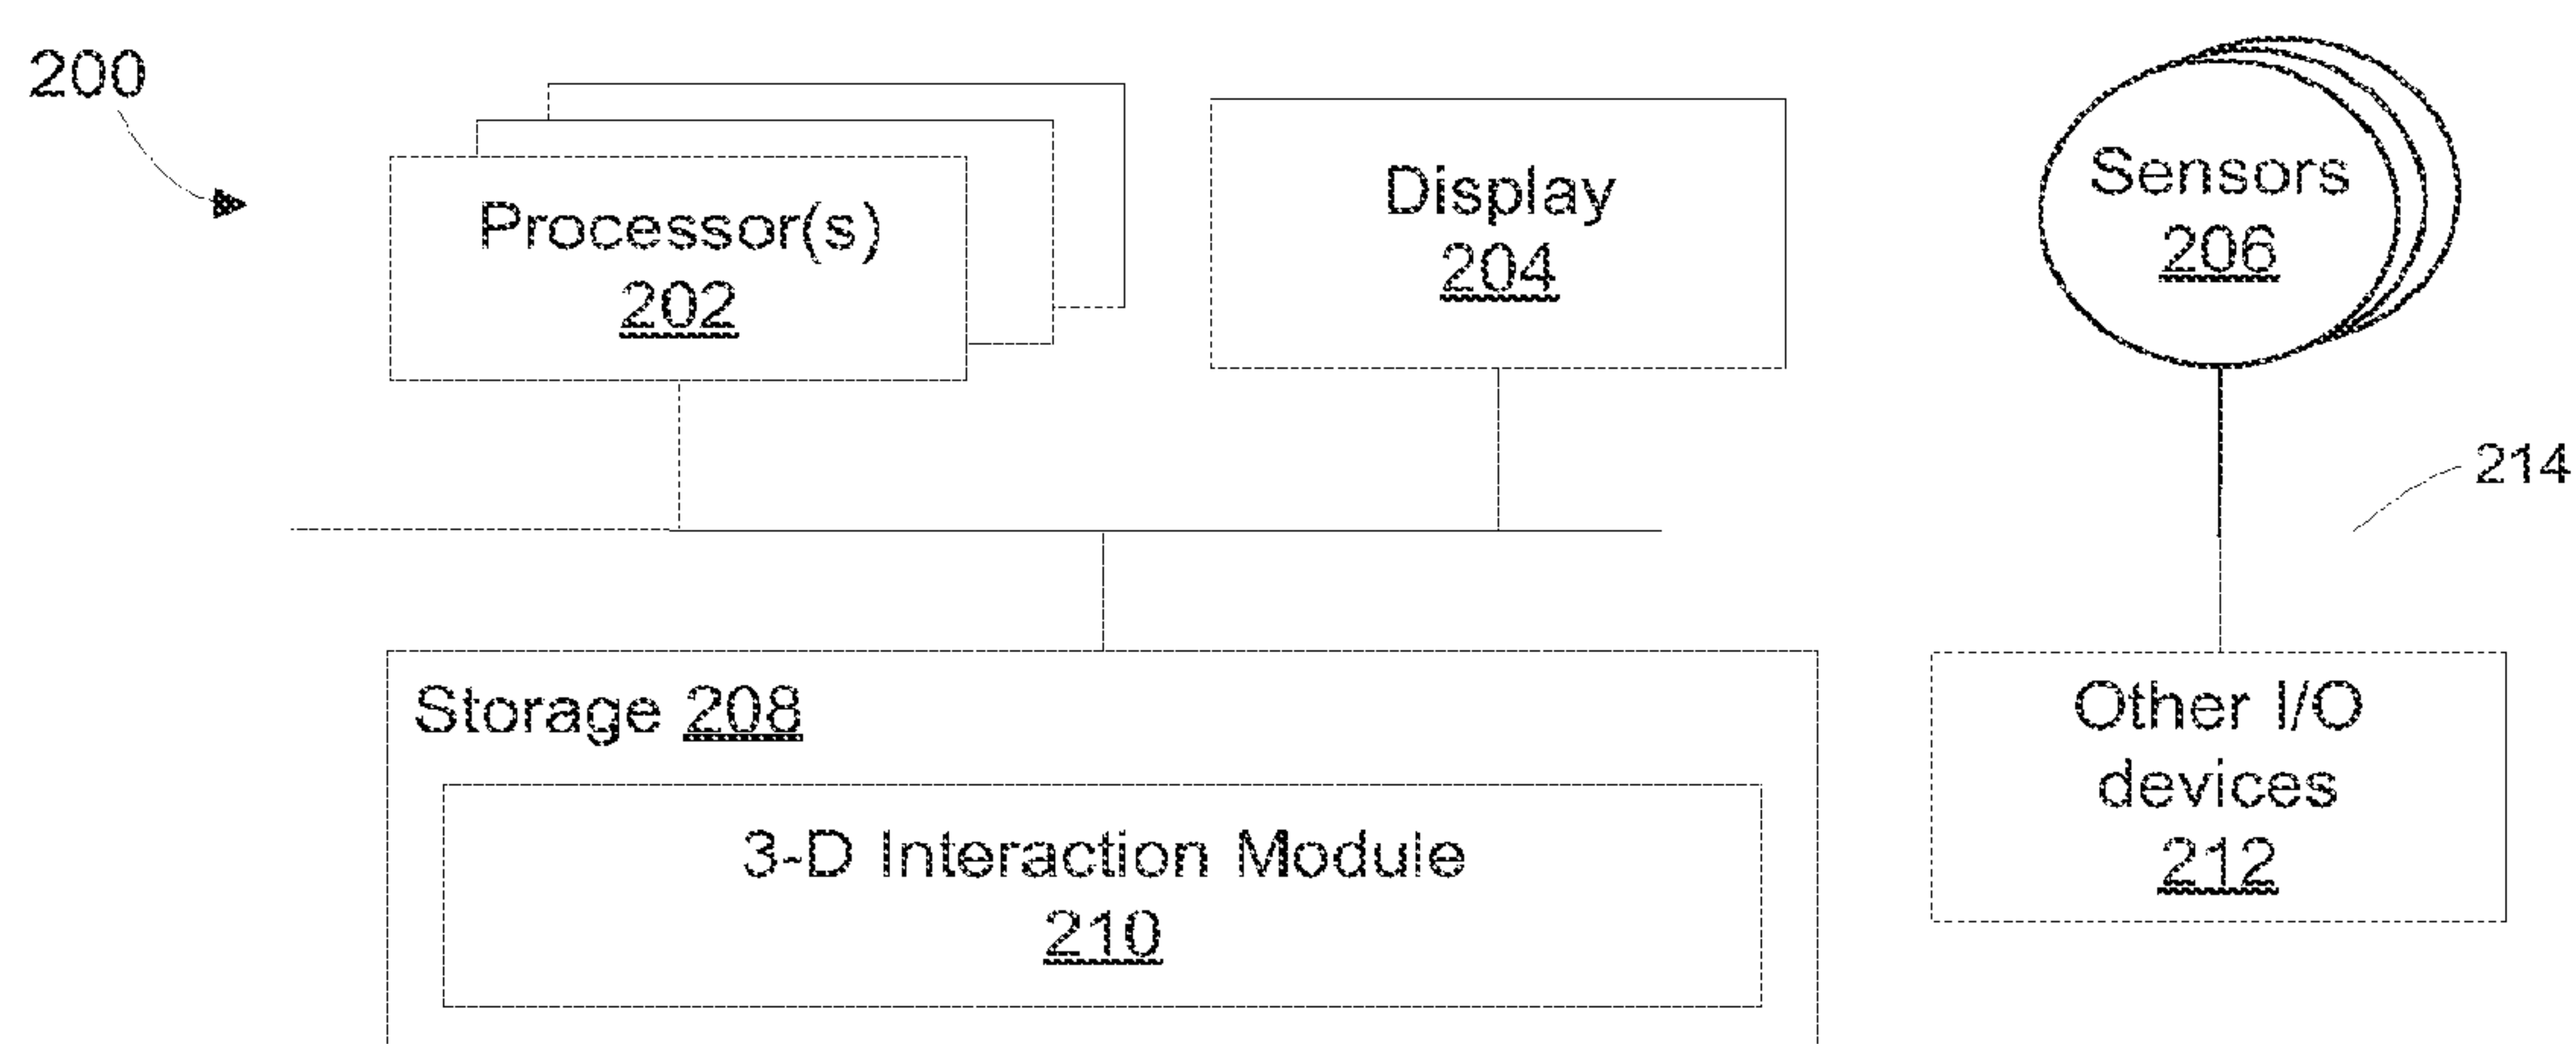 200
Processor(s)
202
Display
204
Sensors
206
214
Storage 208
3-D Interaction Module
210
Other I/O
devices
212